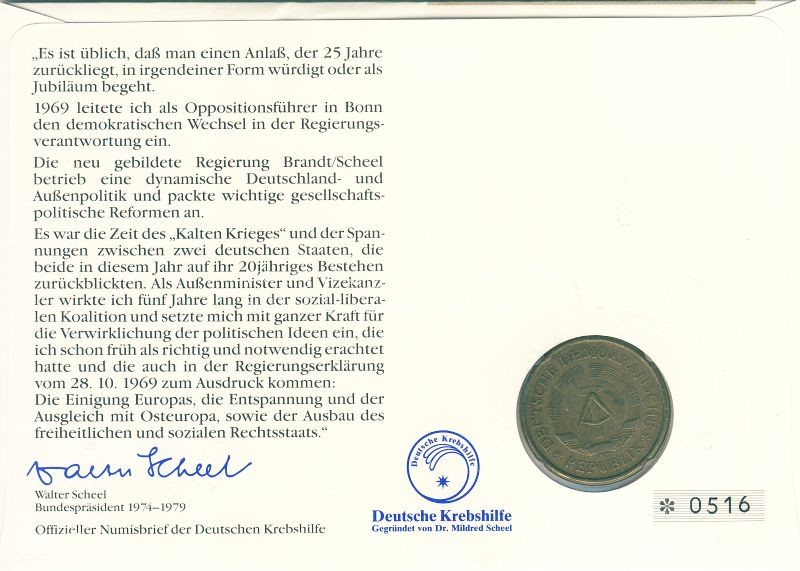 „Es ist üblich, daß man einen Anlaß, der 25 Jahre
zurückliegt, in irgendeiner Form würdigt oder als
Jubiläum begeht.
1969 leitete ich als Oppositionsführer in Bonn
den demokratischen Wechsel in der Regierungs-
verantwortung ein.
Die neu gebildete Regierung Brandt/Scheel
betrieb eine dynamische Deutschland- und
Außenpolitik und packte wichtige gesellschafts-
politische Reformen an.
Es war die Zeit des „Kalten Krieges“ und der Span-
nungen zwischen zwei deutschen Staaten, die
beide in diesem Jahr auf ihr 20jähriges Bestehen
zurückblickten. Als Außenminister und Vizekanz-
ler wirkte ich fünf Jahre lang in der sozial-libera-
len Koalition und setzte mich mit ganzer Kraft für
die Verwirklichung der politischen Ideen ein, die
ich schon früh als richtig und notwendig erachtet
hatte und die auch in der Regierungserklärung
vom 28. 10. 1969 zum Ausdruck kommen:
Die Einigung Europas, die Entspannung und der
Ausgleich mit Osteuropa, sowie der Ausbau des
freiheitlichen und sozialen Rechtsstaats.“
Walter Scheel
Walter Scheel
Bundespräsident 1974–1979
Offizieller Numisbrief der Deutschen Krebshilfe
Deutsche Krebshilfe
Deutsche Krebshilfe
Gegründet von Dr. Mildred Scheel
DEUTSCHE DEMOKRATISCHE
* REPUBLIK *
* 0516